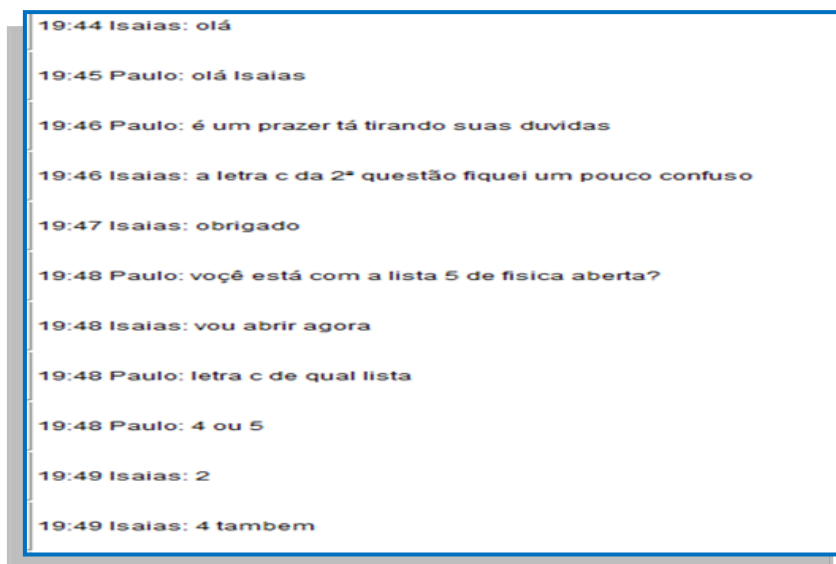 19:44 Isaias: olá
19:45 Paulo: olá Isaias
19:46 Paulo: é um prazer tá tirando suas duvidas
19:46 Isaias: a letra c da 2ª questão fiquei um pouco confuso
19:47 Isaias: obrigado
19:48 Paulo: voçê está com a lista 5 de fisica aberta?
19:48 Isaias: vou abrir agora
19:48 Paulo: letra c de qual lista
19:48 Paulo: 4 ou 5
19:49 Isaias: 2
19:49 Isaias: 4 tambem